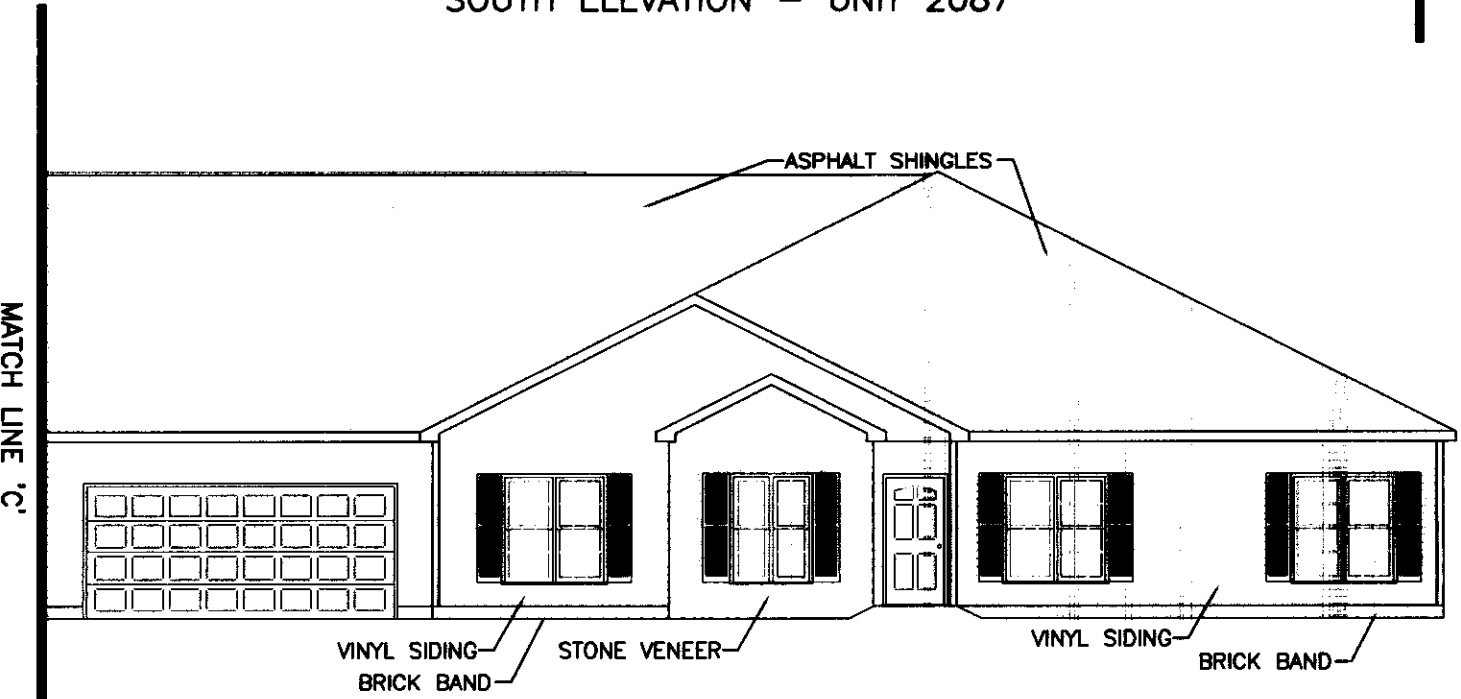 SOUTH ELEVATION – UNIT 2087
ASPHALT SHINGLES
MATCH LINE 'C'
VINYL SIDING
STONE VENEER
BRICK BAND
VINYL SIDING
BRICK BAND